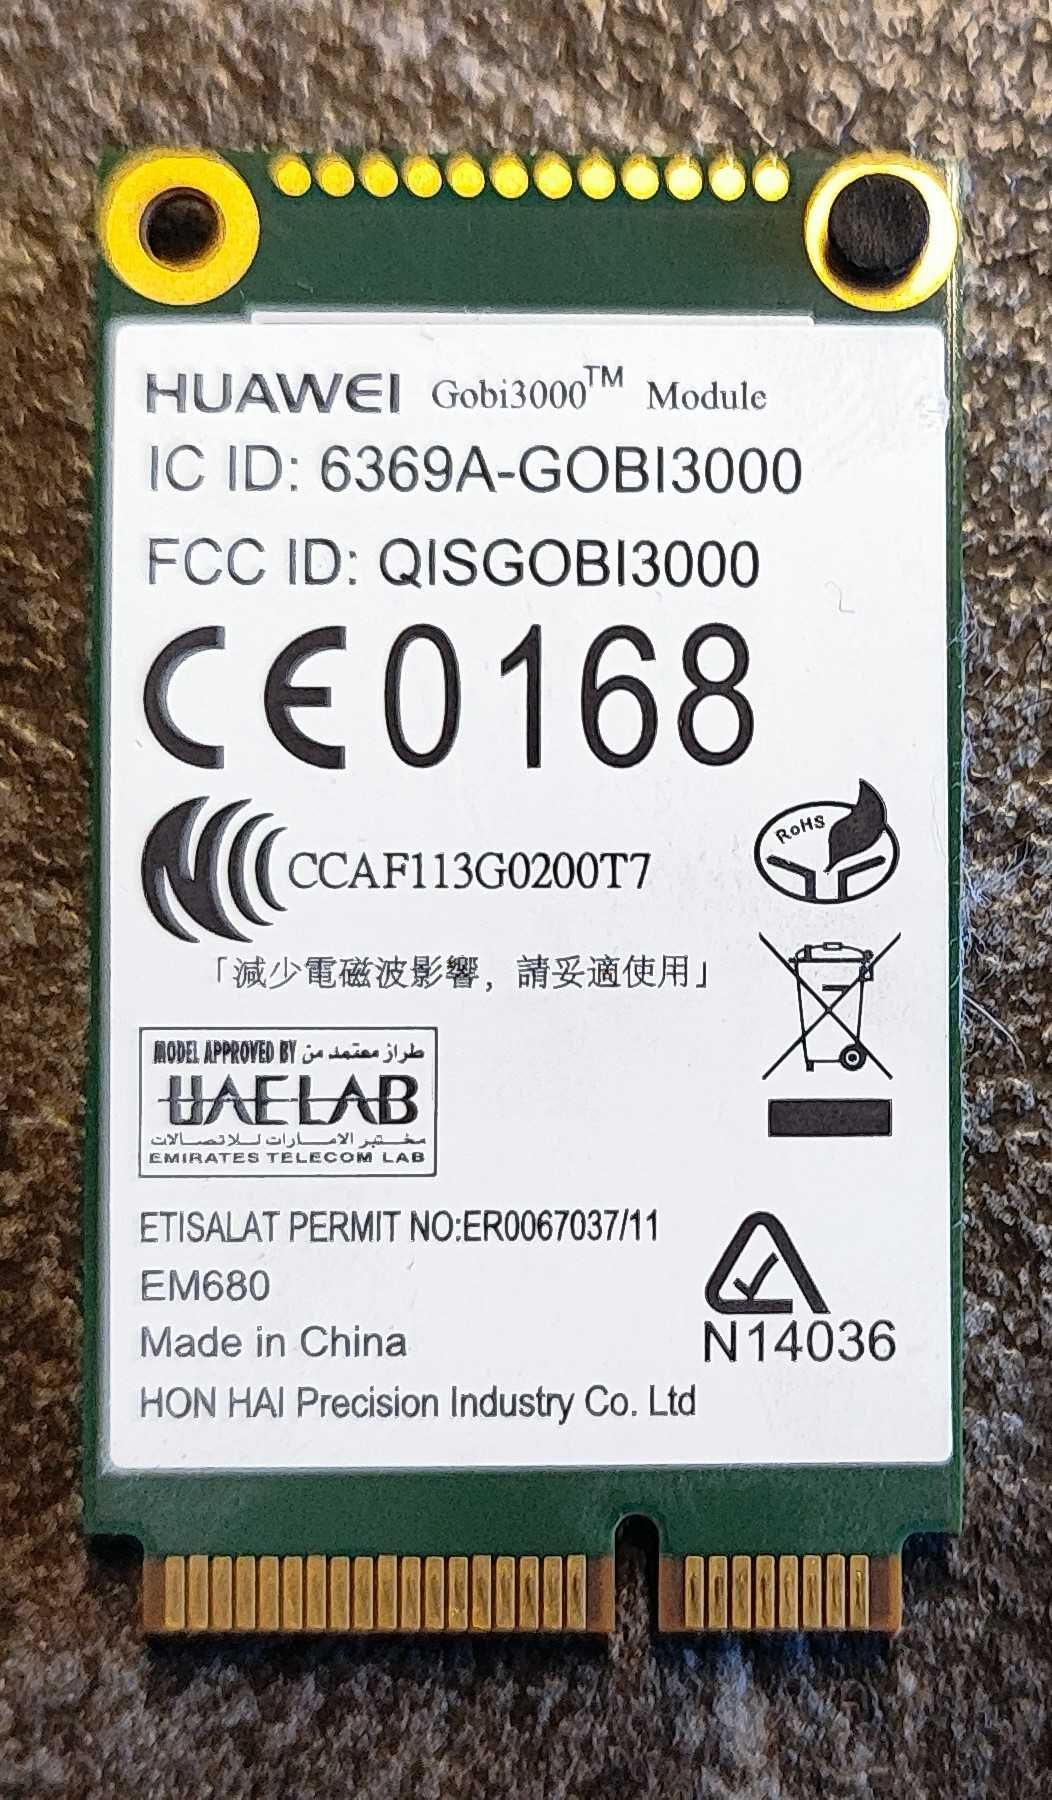 HUAWEI Gobi3000™ Module
IC ID: 6369A-GOBI3000
FCC ID: QISGOBI3000
CE0168
CCAF113G0200T7
RoHS
「減少電磁波影響，請妥適使用」
MODEL APPROVED BY طراز معتمد من
UAE LAB
مختبر الامارات للاتصالات
EMIRATES TELECOM LAB
ETISALAT PERMIT NO:ER0067037/11
EM680
Made in China
N14036
HON HAI Precision Industry Co. Ltd